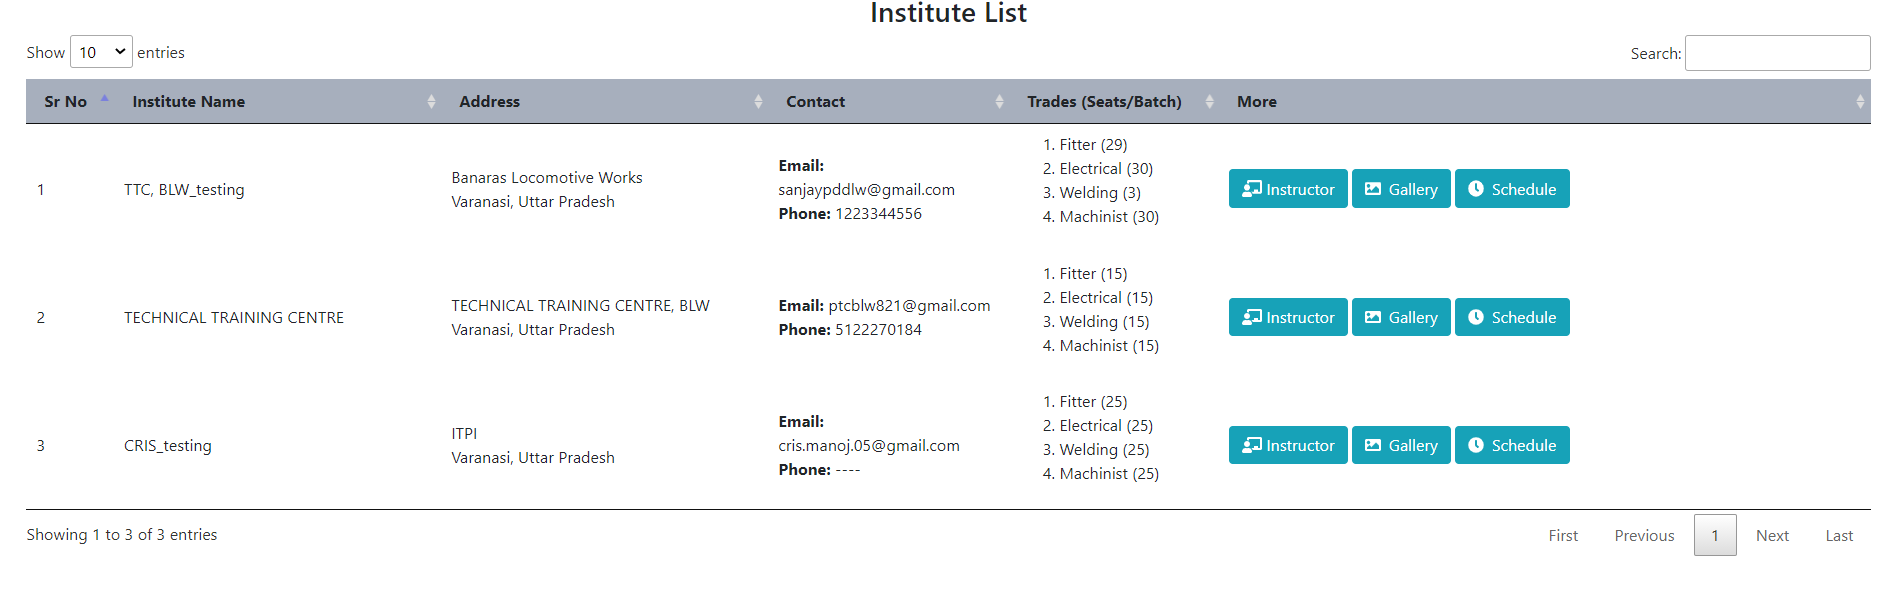 Institute List
Show 10 entries
Search:
Sr No Institute Name Address Contact Trades (Seats/Batch) More
1 TTC, BLW_testing
Banaras Locomotive Works
Varanasi, Uttar Pradesh
Email:
sanjaypddlw@gmail.com
Phone: 1223344556
1. Fitter (29)
2. Electrical (30)
3. Welding (3)
4. Machinist (30)
Instructor Gallery Schedule
2 TECHNICAL TRAINING CENTRE
TECHNICAL TRAINING CENTRE, BLW
Varanasi, Uttar Pradesh
Email: ptcblw821@gmail.com
Phone: 5122270184
1. Fitter (15)
2. Electrical (15)
3. Welding (15)
4. Machinist (15)
Instructor Gallery Schedule
3 CRIS_testing
ITPI
Varanasi, Uttar Pradesh
Email:
cris.manoj.05@gmail.com
Phone: ----
1. Fitter (25)
2. Electrical (25)
3. Welding (25)
4. Machinist (25)
Instructor Gallery Schedule
Showing 1 to 3 of 3 entries
First Previous 1 Next Last